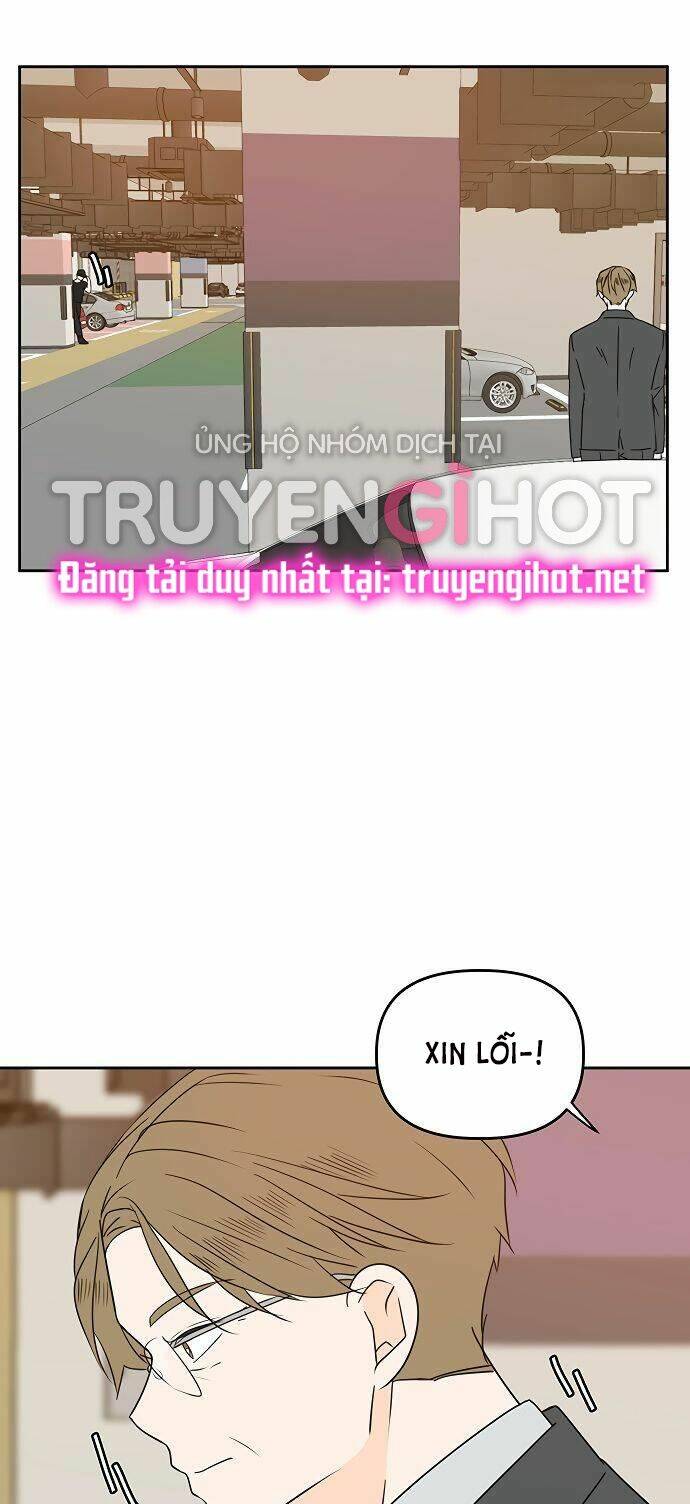 ỦNG HỘ NHÓM DỊCH TẠI
TRUYENGIHOT
Đăng tải duy nhất tại: truyengihot.net
XIN LỖI-!